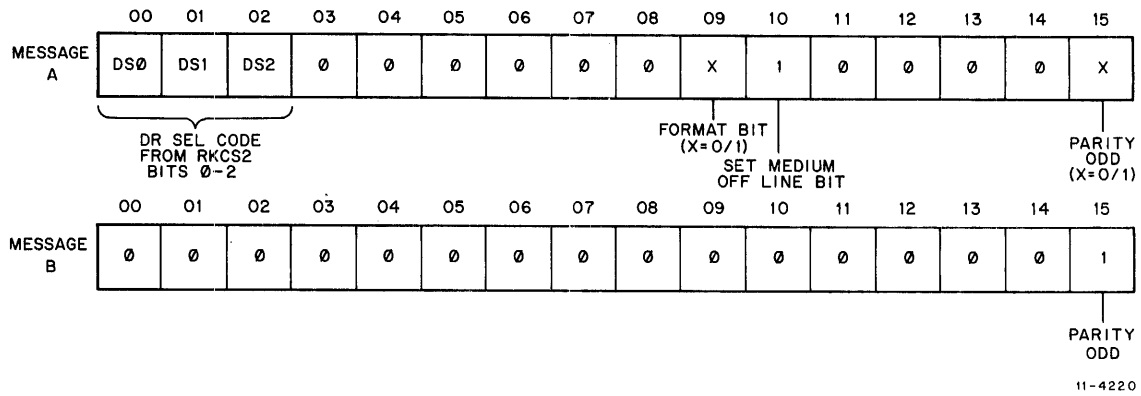 00 01 02 03 04 05 06 07 08 09 10 11 12 13 14 15
MESSAGE A
DSØ DS1 DS2 Ø Ø Ø Ø Ø Ø X 1 Ø Ø Ø Ø X
DR SEL CODE
FROM RKCS2
BITS Ø-2
FORMAT BIT
(X=0/1)
SET MEDIUM
OFF LINE BIT
PARITY
ODD
(X=0/1)
00 01 02 03 04 05 06 07 08 09 10 11 12 13 14 15
MESSAGE B
Ø Ø Ø Ø Ø Ø Ø Ø Ø Ø Ø Ø Ø Ø Ø 1
PARITY
ODD
11-4220